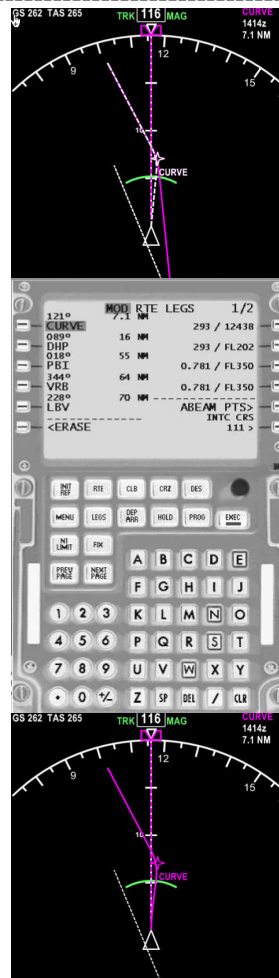 GS 262 TAS 265 TRK 116 MAG CURVE
1414z
7.1 NM
9 12 15
10
CURVE
MOD RTE LEGS 1/2
121° 7.1 NM
CURVE 293 / 12438
089° 16 NM
DHP 293 / FL202
018° 55 NM
PBI 0.781 / FL350
344° 64 NM
VRB 0.781 / FL350
228° 70 NM
LBV ABEAM PTS>
INTC CRS
<ERASE 111 >
INIT REF RTE CLB CRZ DES
MENU LEGS DEP ARR HOLD PROG EXEC
N1 LIMIT FIX
PREV PAGE NEXT PAGE
A B C D E
F G H I J
1 2 3 K L M N O
4 5 6 P Q R S T
7 8 9 U V W X Y
. 0 +/- Z SP DEL / CLR
GS 262 TAS 265 TRK 116 MAG CURVE
1414z
7.1 NM
9 12 15
10
CURVE